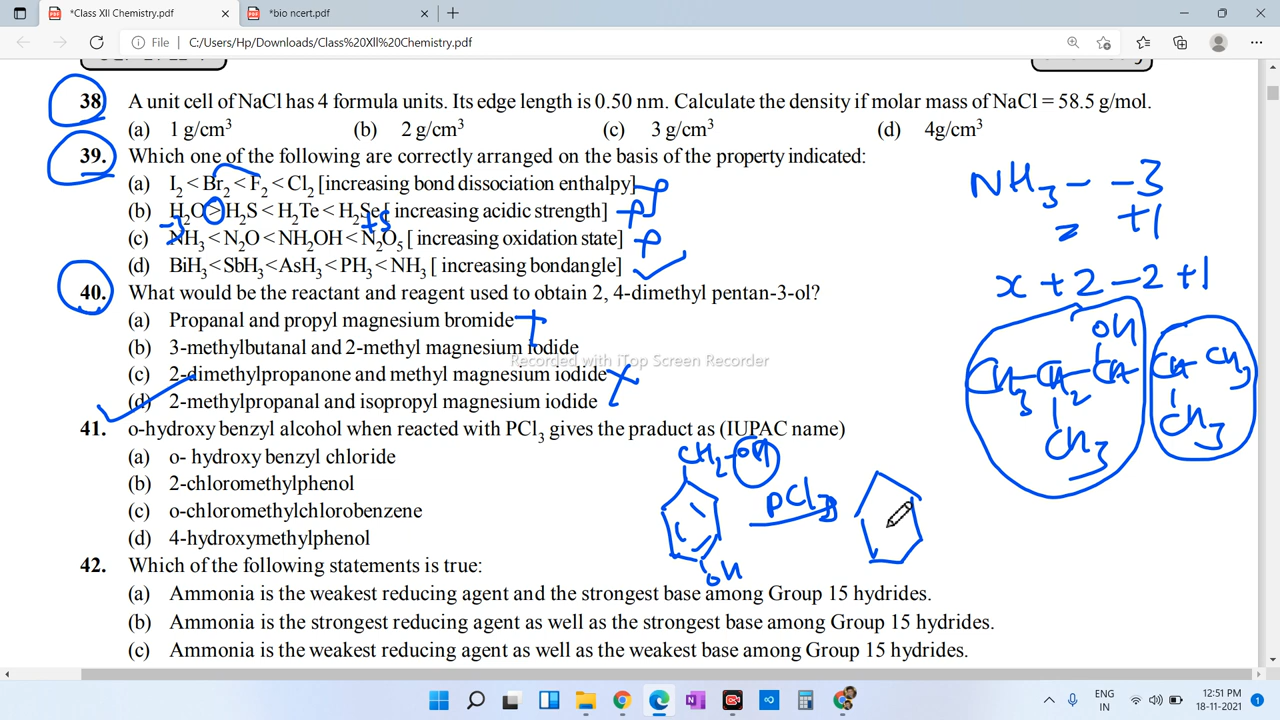 *Class XII Chemistry.pdf
*bio ncert.pdf
File
C:/Users/Hp/Downloads/Class%20XII%20Chemistry.pdf
38 A unit cell of NaCl has 4 formula units. Its edge length is 0.50 nm. Calculate the density if molar mass of NaCl = 58.5 g/mol.
(a) 1 g/cm³ (b) 2 g/cm³ (c) 3 g/cm³ (d) 4g/cm³
39. Which one of the following are correctly arranged on the basis of the property indicated:
(a) I₂ < Br₂ < F₂ < Cl₂ [increasing bond dissociation enthalpy]
(b) H₂O > H₂S < H₂Te < H₂Se [ increasing acidic strength]
-3 +5
(c) NH₃ < N₂O < NH₂OH < N₂O₅ [ increasing oxidation state]
(d) BiH₃ < SbH₃ < AsH₃ < PH₃ < NH₃ [ increasing bondangle]
NH3 - -3
+1
x + 2 - 2 + 1
40. What would be the reactant and reagent used to obtain 2, 4-dimethyl pentan-3-ol?
(a) Propanal and propyl magnesium bromide
(b) 3-methylbutanal and 2-methyl magnesium iodide
Recorded with iTop Screen Recorder
(c) 2-dimethylpropanone and methyl magnesium iodide
(d) 2-methylpropanal and isopropyl magnesium iodide
OH
CH3-CH2-CH CH CH3
CH3 CH3
41. o-hydroxy benzyl alcohol when reacted with PCl₃ gives the product as (IUPAC name)
(a) o- hydroxy benzyl chloride
(b) 2-chloromethylphenol
(c) o-chloromethylchlorobenzene
(d) 4-hydroxymethylphenol
CH2-OH
PCl3
OH
42. Which of the following statements is true:
(a) Ammonia is the weakest reducing agent and the strongest base among Group 15 hydrides.
(b) Ammonia is the strongest reducing agent as well as the strongest base among Group 15 hydrides.
(c) Ammonia is the weakest reducing agent as well as the weakest base among Group 15 hydrides.
ENG
IN
12:51 PM
18-11-2021